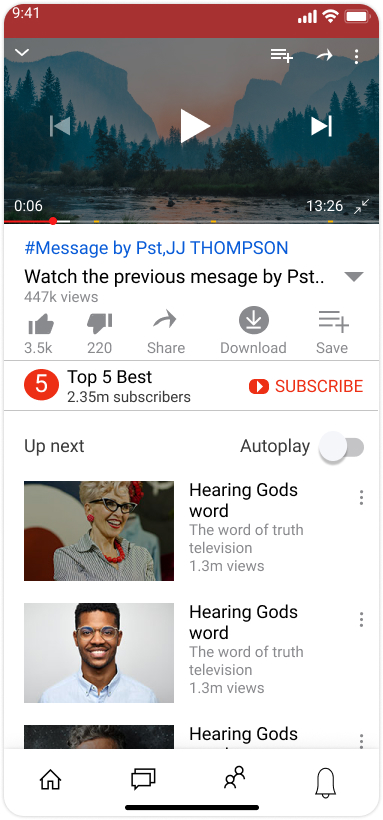 9:41
0:06
13:26
#Message by Pst,JJ THOMPSON
Watch the previous mesage by Pst..
447k views
3.5k
220
Share
Download
Save
5
Top 5 Best
2.35m subscribers
SUBSCRIBE
Up next
Autoplay
Hearing Gods
word
The word of truth
television
1.3m views
Hearing Gods
word
The word of truth
television
1.3m views
Hearing Gods